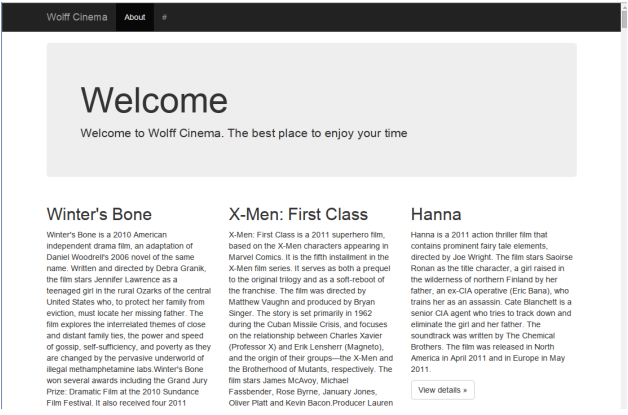 Wolff Cinema About #
Welcome
Welcome to Wolff Cinema. The best place to enjoy your time
Winter's Bone
Winter's Bone is a 2010 American
independent drama film, an adaptation of
Daniel Woodrell's 2006 novel of the same
name. Written and directed by Debra Granik,
the film stars Jennifer Lawrence as a
teenaged girl in the rural Ozarks of the central
United States who, to protect her family from
eviction, must locate her missing father. The
film explores the interrelated themes of close
and distant family ties, the power and speed
of gossip, self-sufficiency, and poverty as they
are changed by the pervasive underworld of
illegal methamphetamine labs.Winter's Bone
won several awards including the Grand Jury
Prize: Dramatic Film at the 2010 Sundance
Film Festival. It also received four 2011
X-Men: First Class
X-Men: First Class is a 2011 superhero film,
based on the X-Men characters appearing in
Marvel Comics. It is the fifth installment in the
X-Men film series. It serves as both a prequel
to the original trilogy and as a soft-reboot of
the franchise. The film was directed by
Matthew Vaughn and produced by Bryan
Singer. The story is set primarily in 1962
during the Cuban Missile Crisis, and focuses
on the relationship between Charles Xavier
(Professor X) and Erik Lensherr (Magneto),
and the origin of their groups—the X-Men and
the Brotherhood of Mutants, respectively. The
film stars James McAvoy, Michael
Fassbender, Rose Byrne, January Jones,
Oliver Platt and Kevin Bacon.Producer Lauren
Hanna
Hanna is a 2011 action thriller film that
contains prominent fairy tale elements,
directed by Joe Wright. The film stars Saoirse
Ronan as the title character, a girl raised in
the wilderness of northern Finland by her
father, an ex-CIA operative (Eric Bana), who
trains her as an assassin. Cate Blanchett is a
senior CIA agent who tries to track down and
eliminate the girl and her father. The
soundtrack was written by The Chemical
Brothers. The film was released in North
America in April 2011 and in Europe in May
2011.
View details »